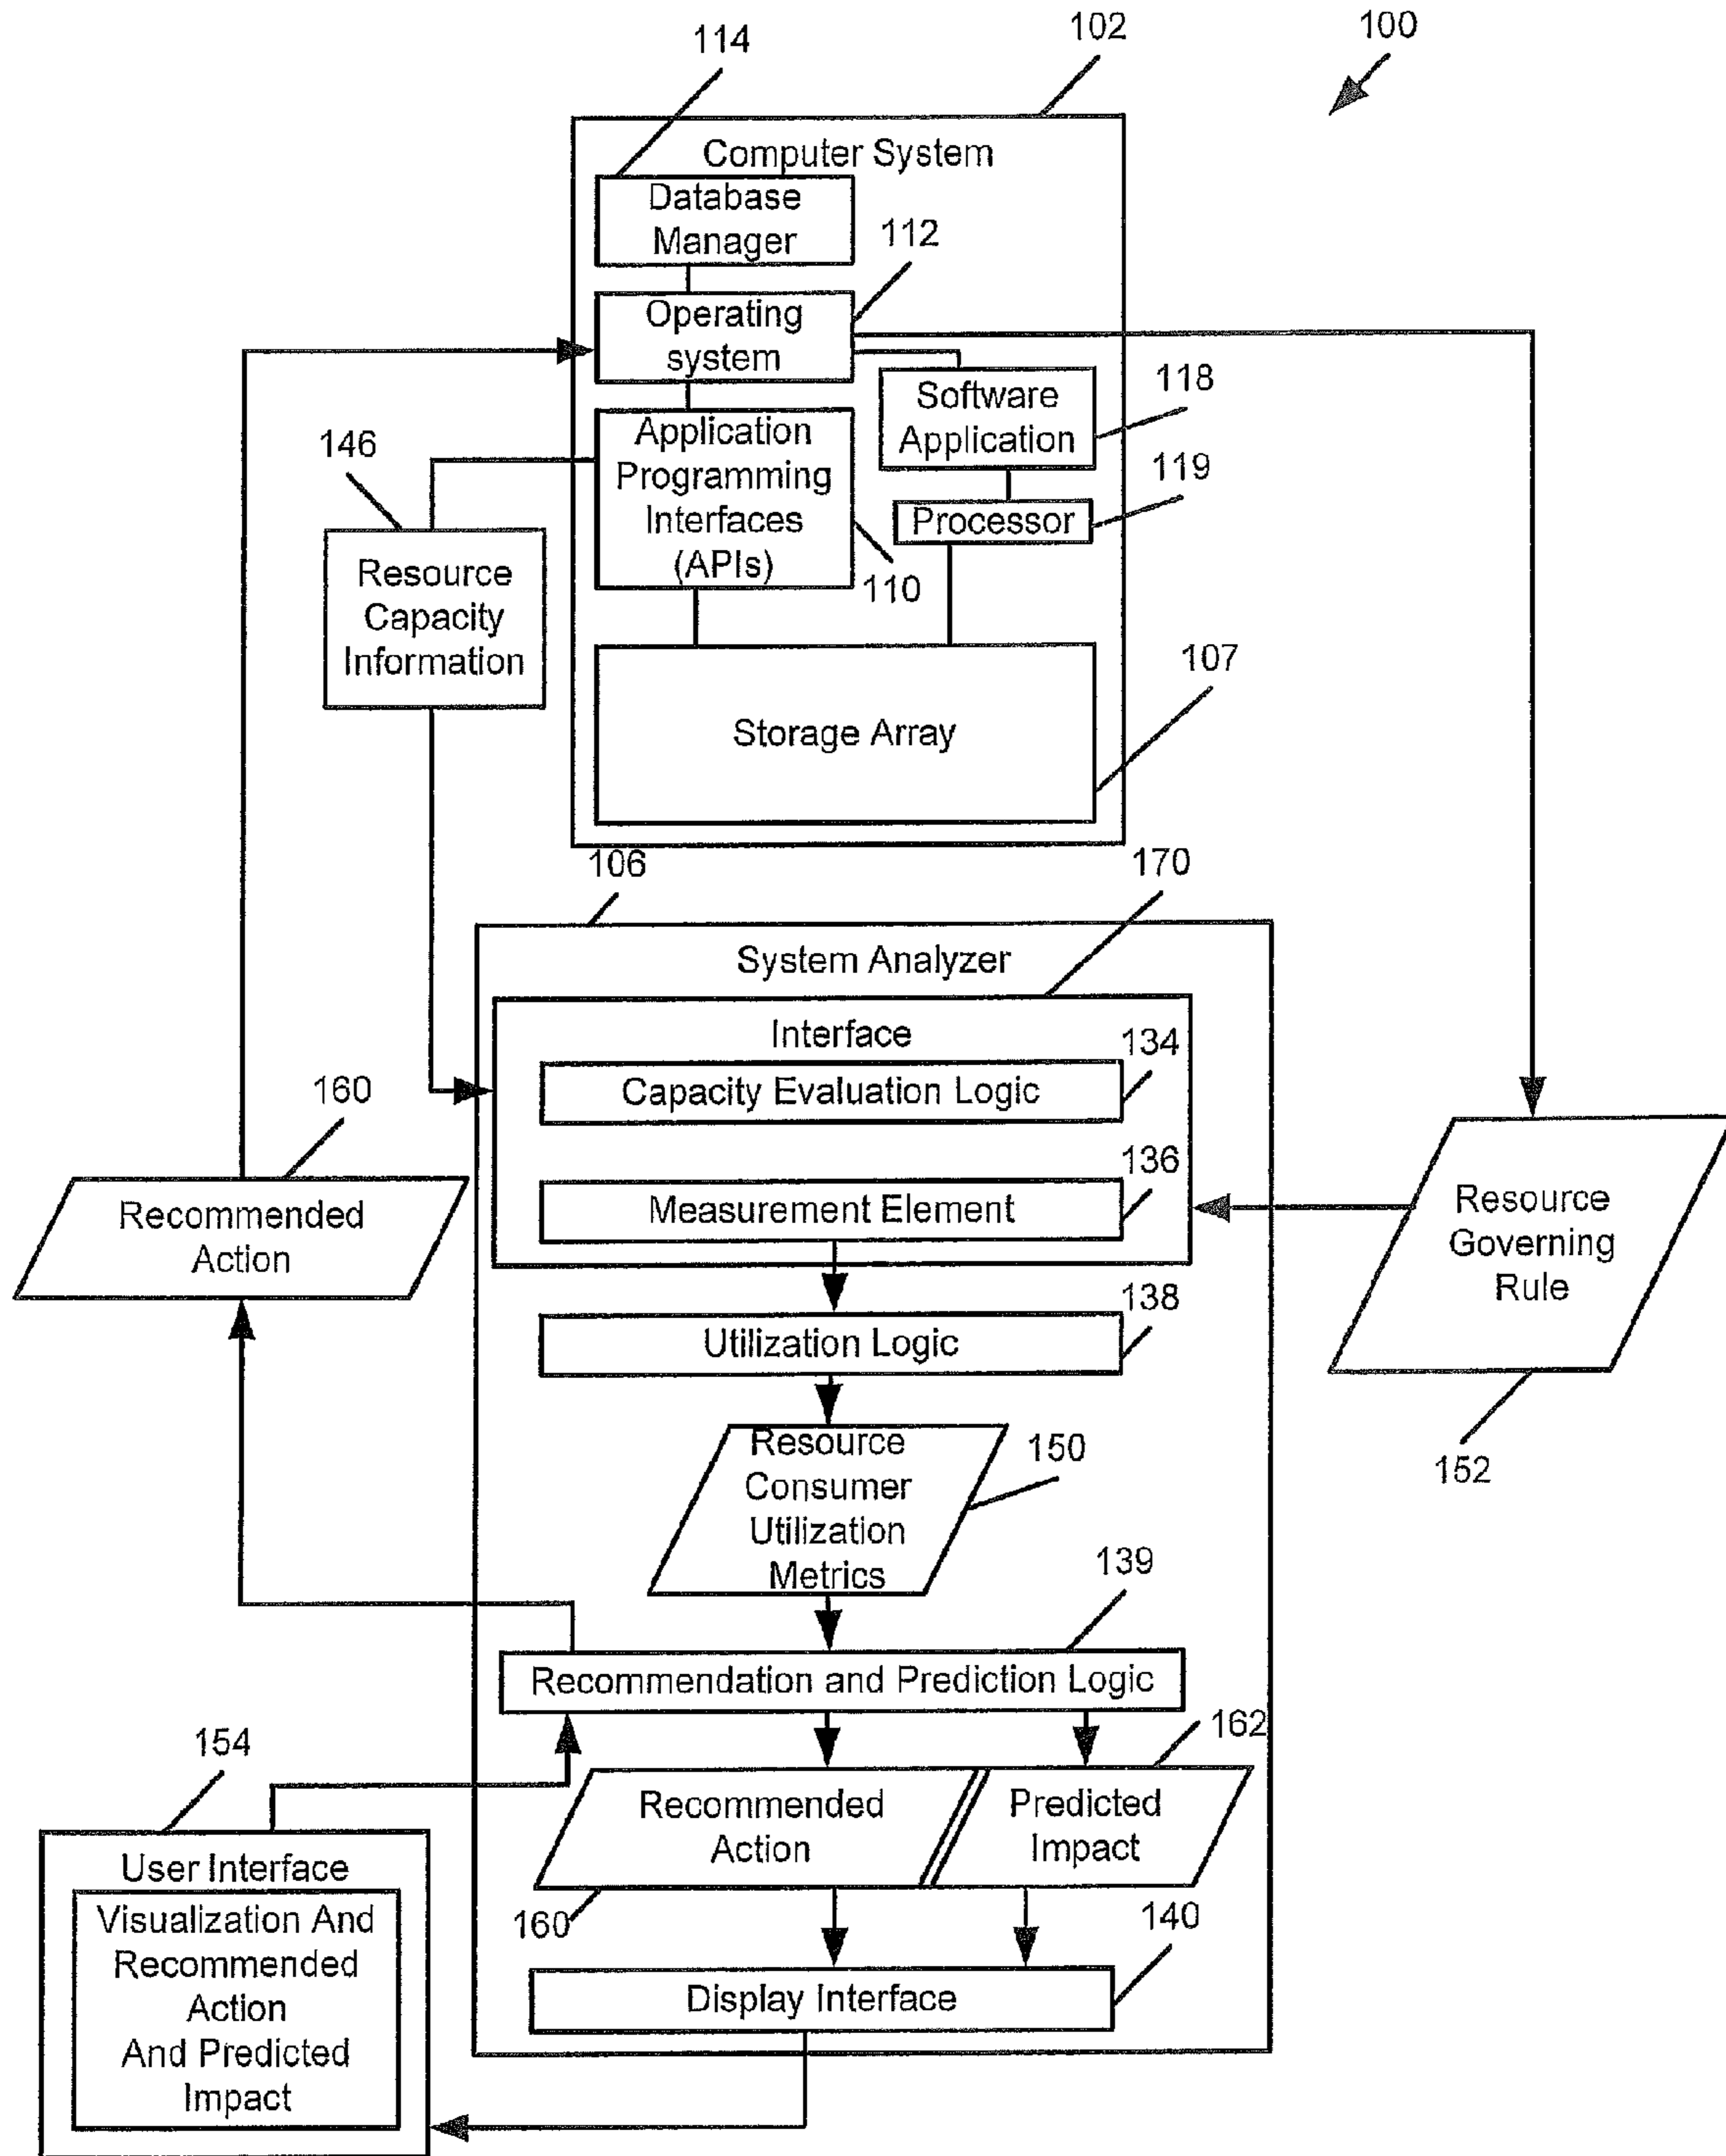 100
102
114
Computer System
Database
Manager
112
Operating
system
118
Software
Application
146
Application
Programming
Interfaces
(APIs)
119
Processor
110
Resource
Capacity
Information
107
Storage Array
106
170
System Analyzer
Interface
134
Capacity Evaluation Logic
160
136
Recommended
Action
Measurement Element
Resource
Governing
Rule
138
Utilization Logic
152
Resource
Consumer
Utilization
Metrics
150
139
Recommendation and Prediction Logic
154
162
Recommended
Action
Predicted
Impact
User Interface
Visualization And
Recommended
Action
And Predicted
Impact
160
140
Display Interface